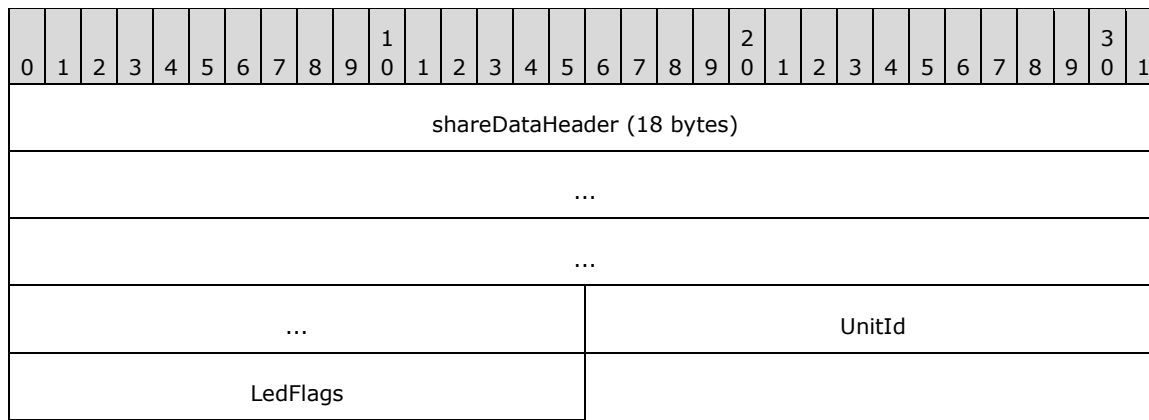 1 2 3
0 1 2 3 4 5 6 7 8 9 0 1 2 3 4 5 6 7 8 9 0 1 2 3 4 5 6 7 8 9 0 1
shareDataHeader (18 bytes)
...
...
... UnitId
LedFlags